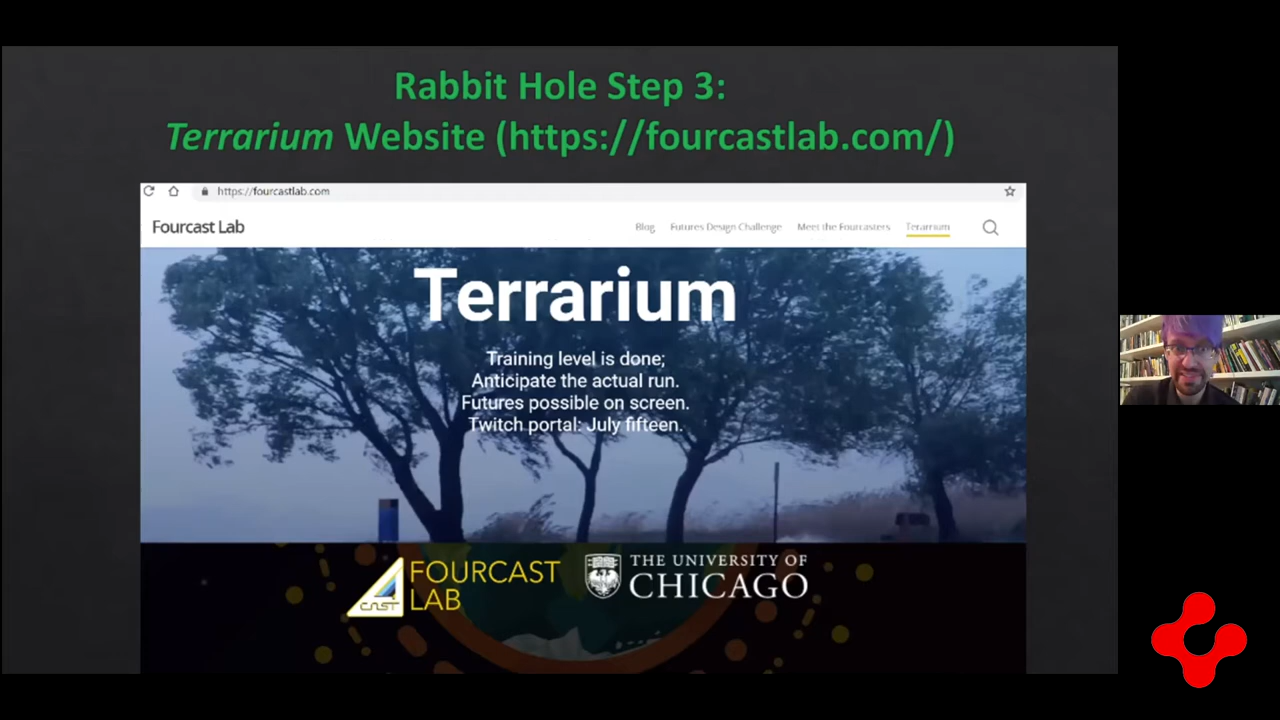 Rabbit Hole Step 3:
Terrarium Website (https://fourcastlab.com/)
https://fourcastlab.com
Fourcast Lab
Blog Futures Design Challenge Meet the Fourcasters Terarrium
Terrarium
Training level is done;
Anticipate the actual run.
Futures possible on screen.
Twitch portal: July fifteen.
CAST
FOURCAST
LAB
THE UNIVERSITY OF
CHICAGO